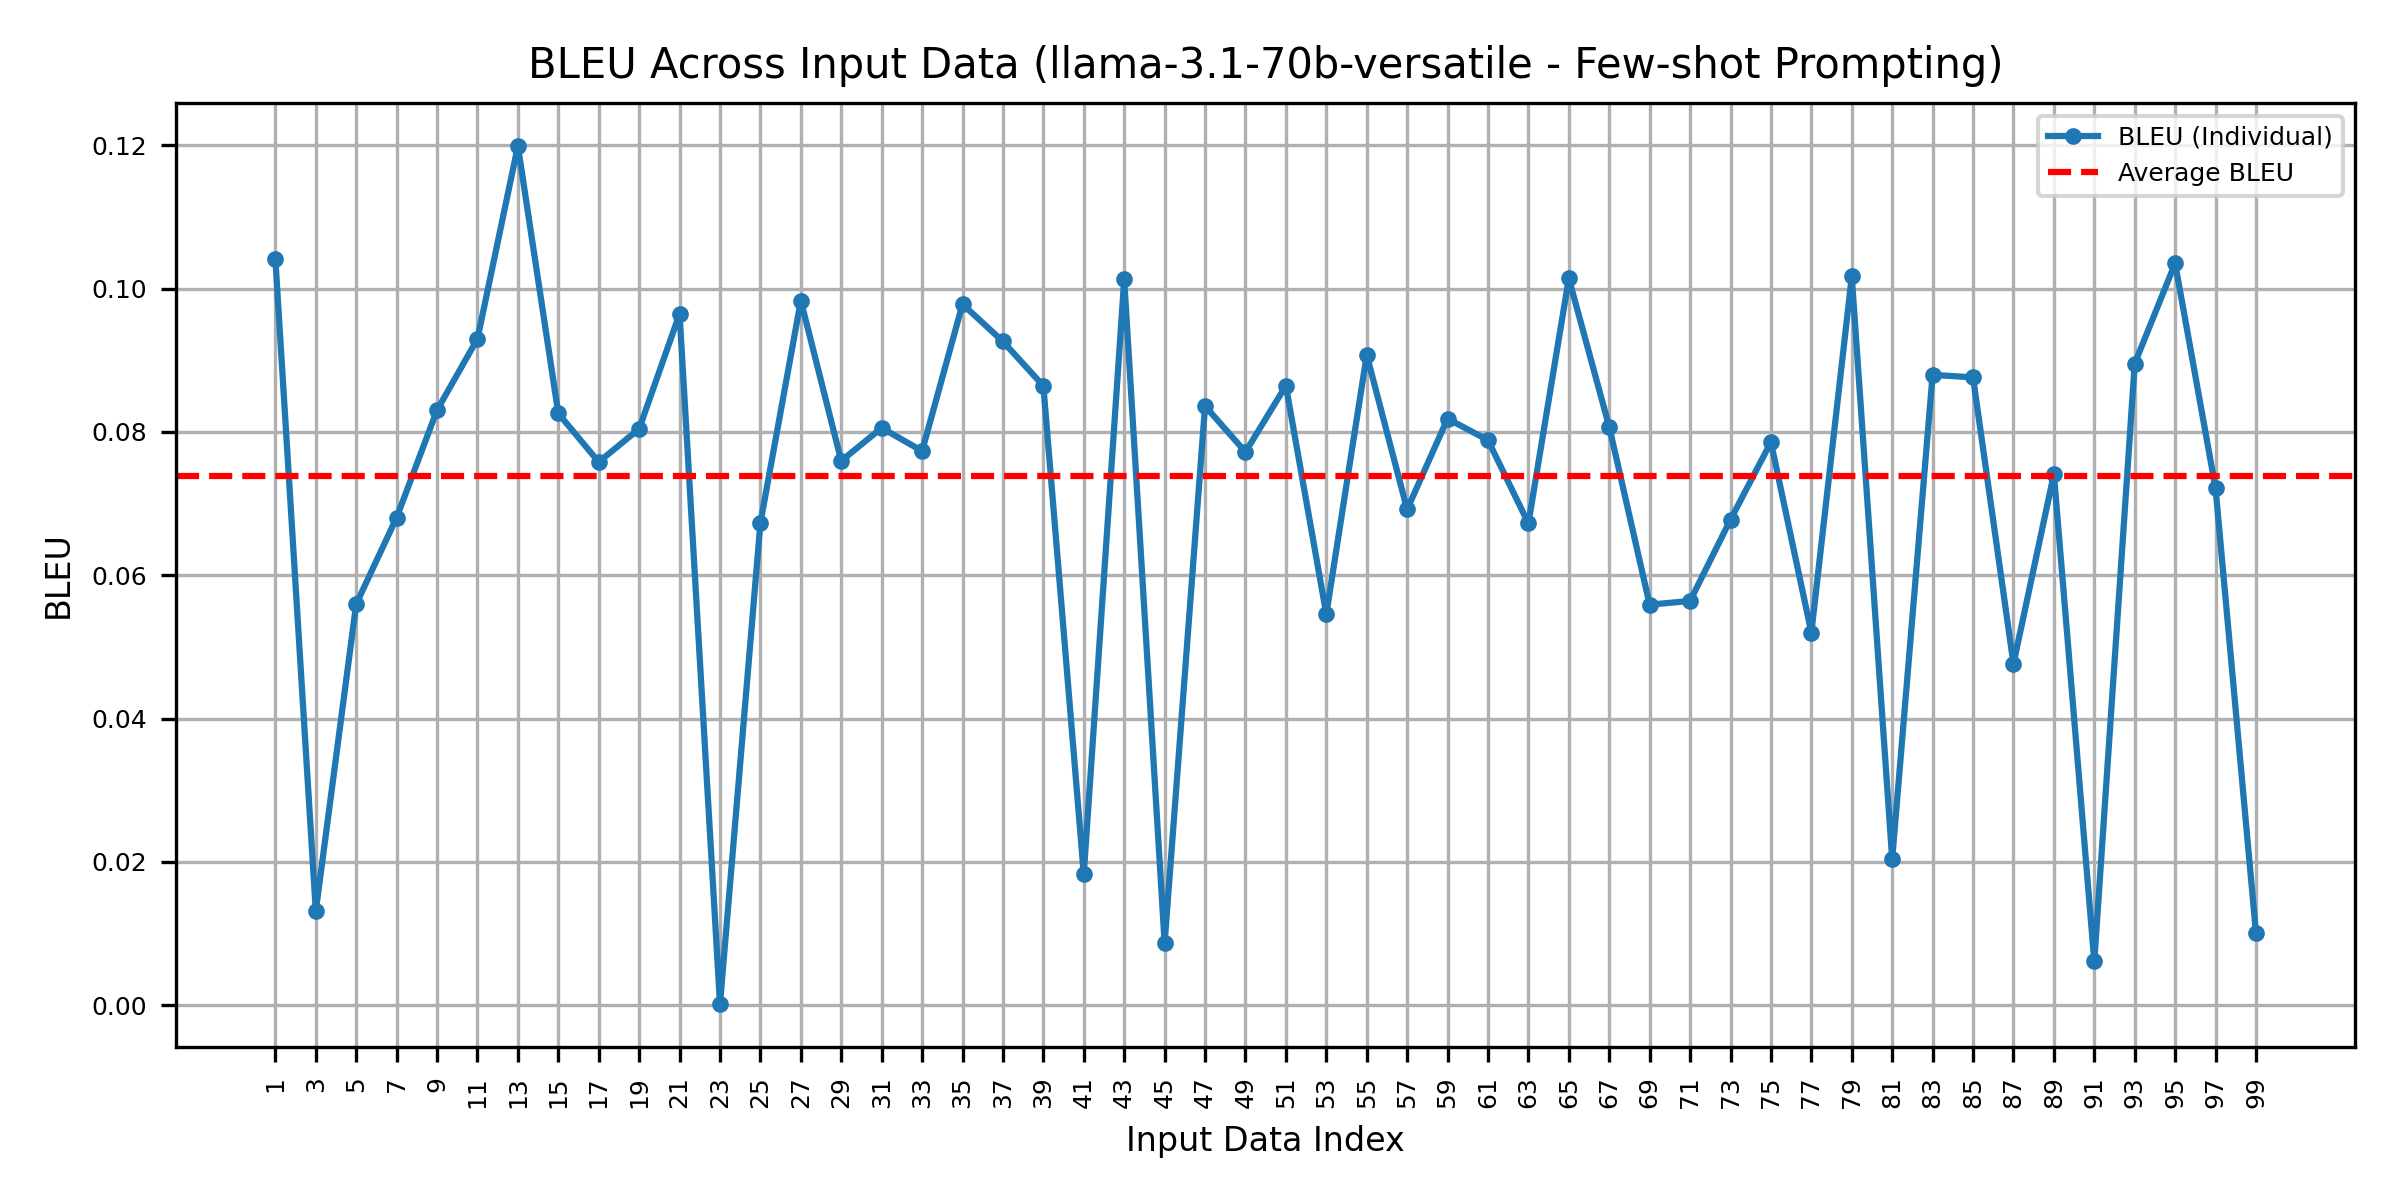 BLEU Across Input Data (llama-3.1-70b-versatile - Few-shot Prompting)
BLEU (Individual)
Average BLEU
0.12
0.10
0.08
0.06
0.04
0.02
0.00
BLEU
1 3 5 7 9 11 13 15 17 19 21 23 25 27 29 31 33 35 37 39 41 43 45 47 49 51 53 55 57 59 61 63 65 67 69 71 73 75 77 79 81 83 85 87 89 91 93 95 97 99
Input Data Index